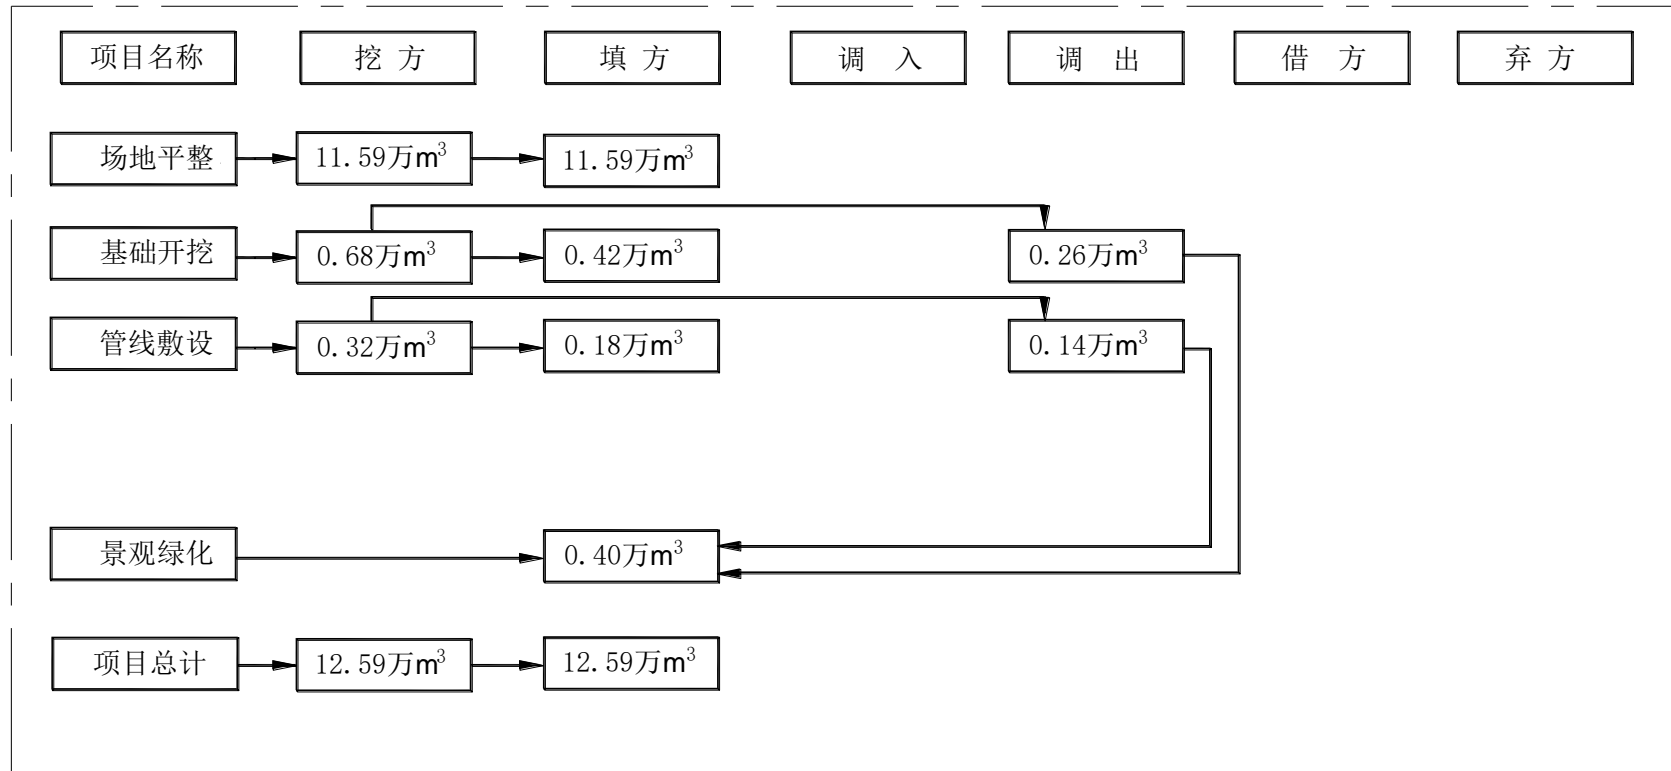 项目名称 挖 方 填 方 调 入 调 出 借 方 弃 方
场地平整 11.59万m³ 11.59万m³
基础开挖 0.68万m³ 0.42万m³ 0.26万m³
管线敷设 0.32万m³ 0.18万m³ 0.14万m³
景观绿化 0.40万m³
项目总计 12.59万m³ 12.59万m³